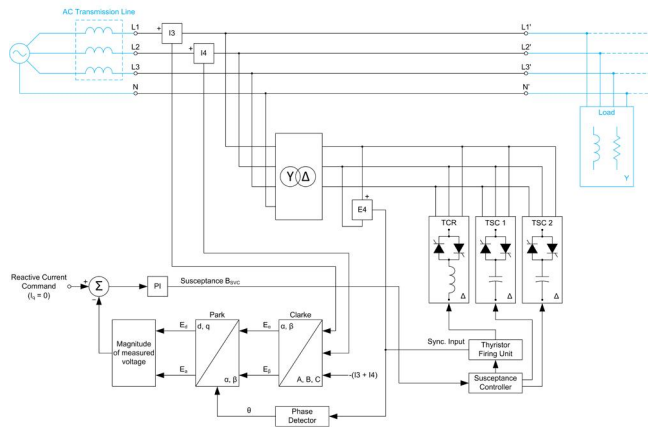 AC Transmission Line
L1
L2
L3
N
+
I3
+
I4
L1'
L2'
L3'
N'
Load
Y
Y Δ
+
E4
TCR
Δ
TSC 1
Δ
TSC 2
Δ
Reactive Current
Command
(Iq = 0)
+
−
Σ
PI
Susceptance BSVC
Magnitude
of measured
voltage
Ed
Ea
Park
d, q
α, β
Eα
Eβ
Clarke
α, β
A, B, C
-(I3 + I4)
θ
Phase
Detector
Sync. Input
Thyristor
Firing Unit
Susceptance
Controller